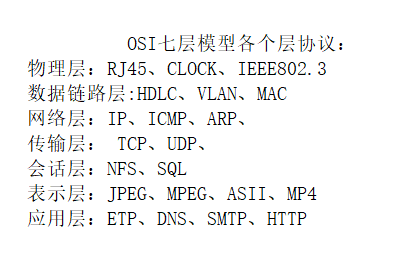 OSI七层模型各个层协议：
物理层：RJ45、CLOCK、IEEE802.3
数据链路层:HDLC、VLAN、MAC
网络层：IP、ICMP、ARP、
传输层： TCP、UDP、
会话层：NFS、SQL
表示层：JPEG、MPEG、ASII、MP4
应用层：ETP、DNS、SMTP、HTTP